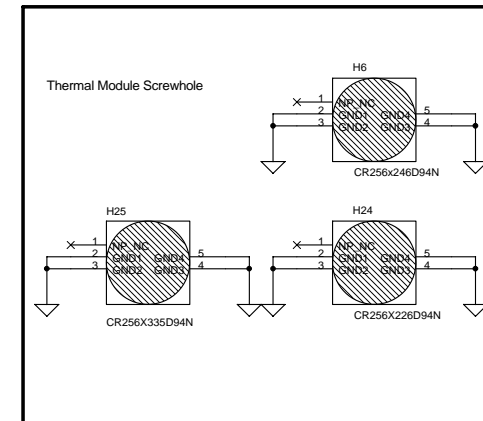 Thermal Module Screwhole
H6
1 NP_NC
2 GND1 GND4 5
3 GND2 GND3 4
CR256x246D94N
H25
1 NP_NC
2 GND1 GND4 5
3 GND2 GND3 4
CR256X335D94N
H24
1 NP_NC
2 GND1 GND4 5
3 GND2 GND3 4
CR256X226D94N